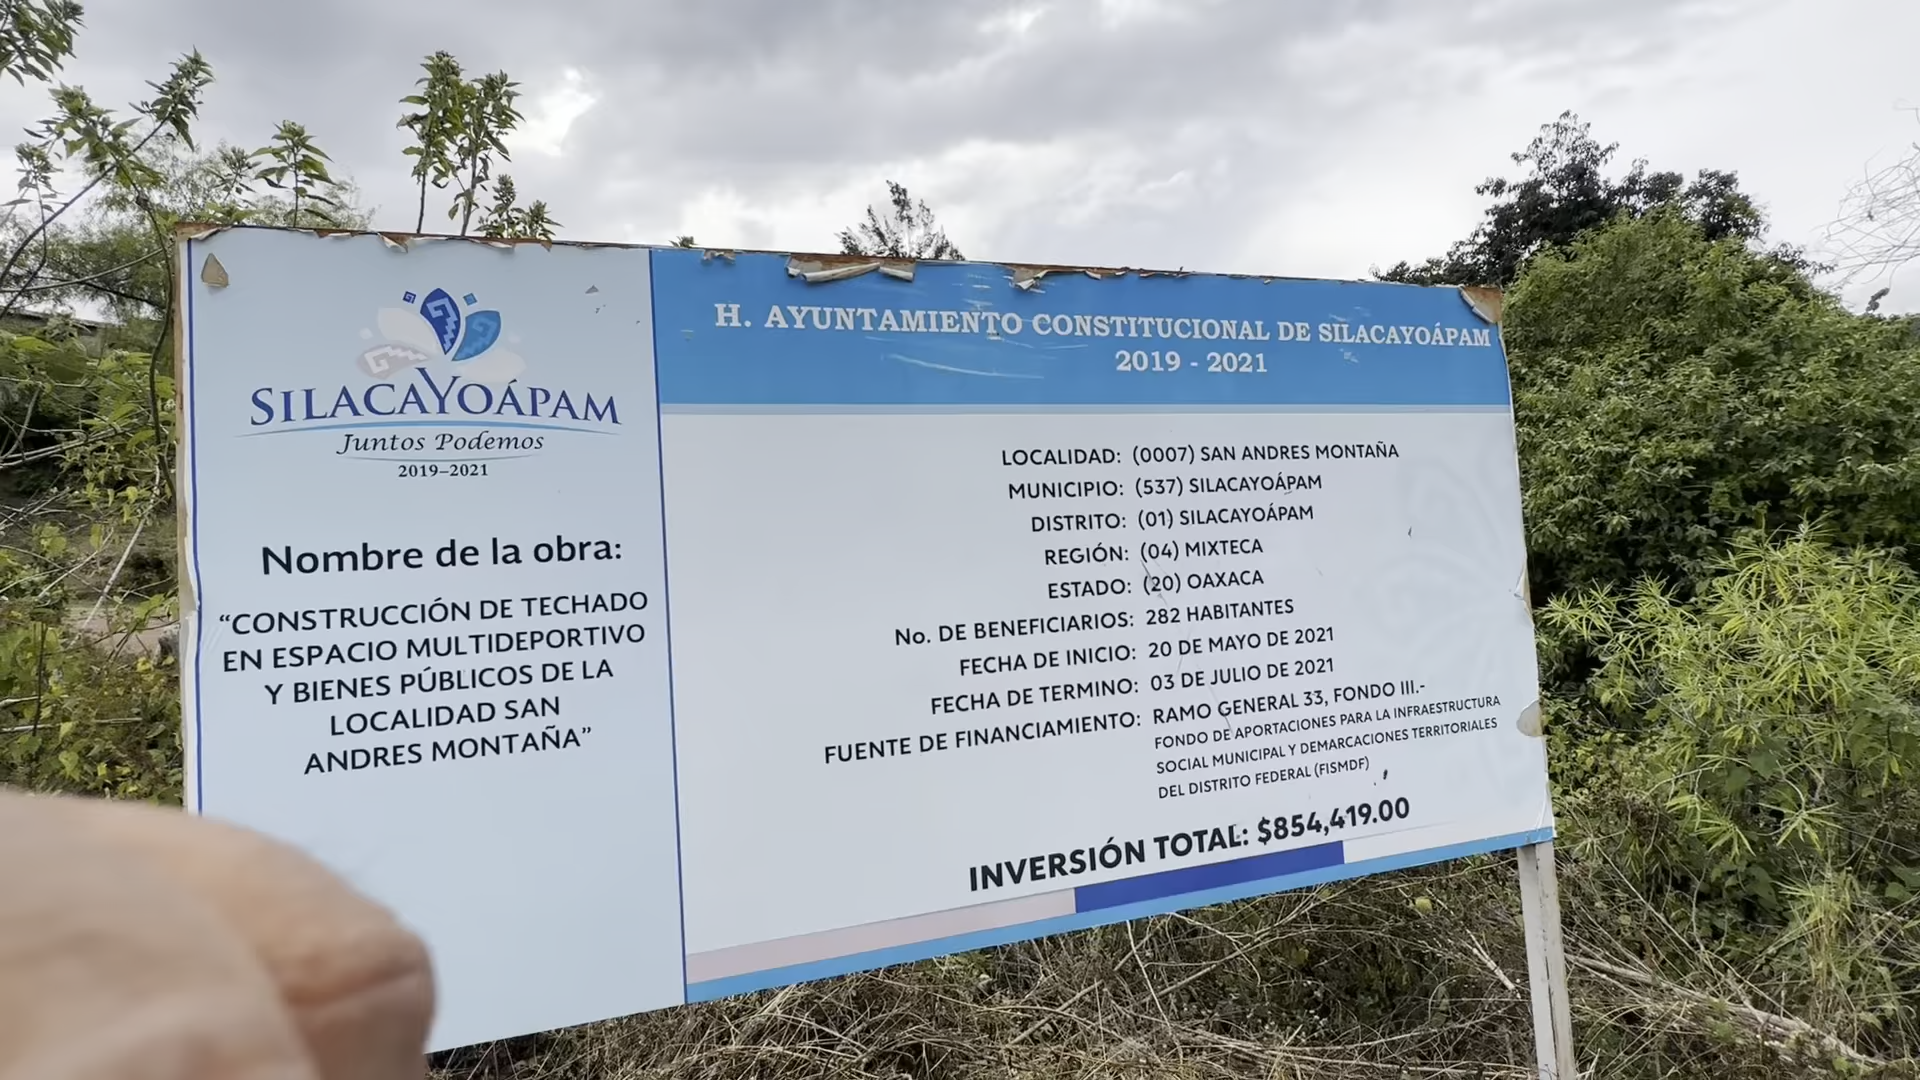 SILACAYOÁPAM
Juntos Podemos
2019–2021
Nombre de la obra:
“CONSTRUCCIÓN DE TECHADO
EN ESPACIO MULTIDEPORTIVO
Y BIENES PÚBLICOS DE LA
LOCALIDAD SAN
ANDRES MONTAÑA”
H. AYUNTAMIENTO CONSTITUCIONAL DE SILACAYOÁPAM
2019 - 2021
LOCALIDAD: (0007) SAN ANDRES MONTAÑA
MUNICIPIO: (537) SILACAYOÁPAM
DISTRITO: (01) SILACAYOÁPAM
REGIÓN: (04) MIXTECA
ESTADO: (20) OAXACA
No. DE BENEFICIARIOS: 282 HABITANTES
FECHA DE INICIO: 20 DE MAYO DE 2021
FECHA DE TERMINO: 03 DE JULIO DE 2021
FUENTE DE FINANCIAMIENTO: RAMO GENERAL 33, FONDO III.-
FONDO DE APORTACIONES PARA LA INFRAESTRUCTURA
SOCIAL MUNICIPAL Y DEMARCACIONES TERRITORIALES
DEL DISTRITO FEDERAL (FISMDF)
INVERSIÓN TOTAL: $854,419.00